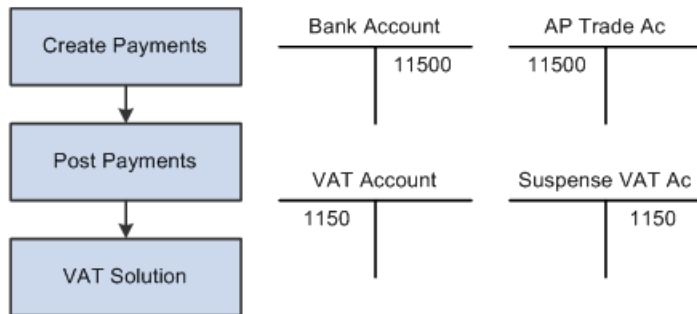 Create Payments
Post Payments
VAT Solution
Bank Account
11500
AP Trade Ac
11500
VAT Account
1150
Suspense VAT Ac
1150